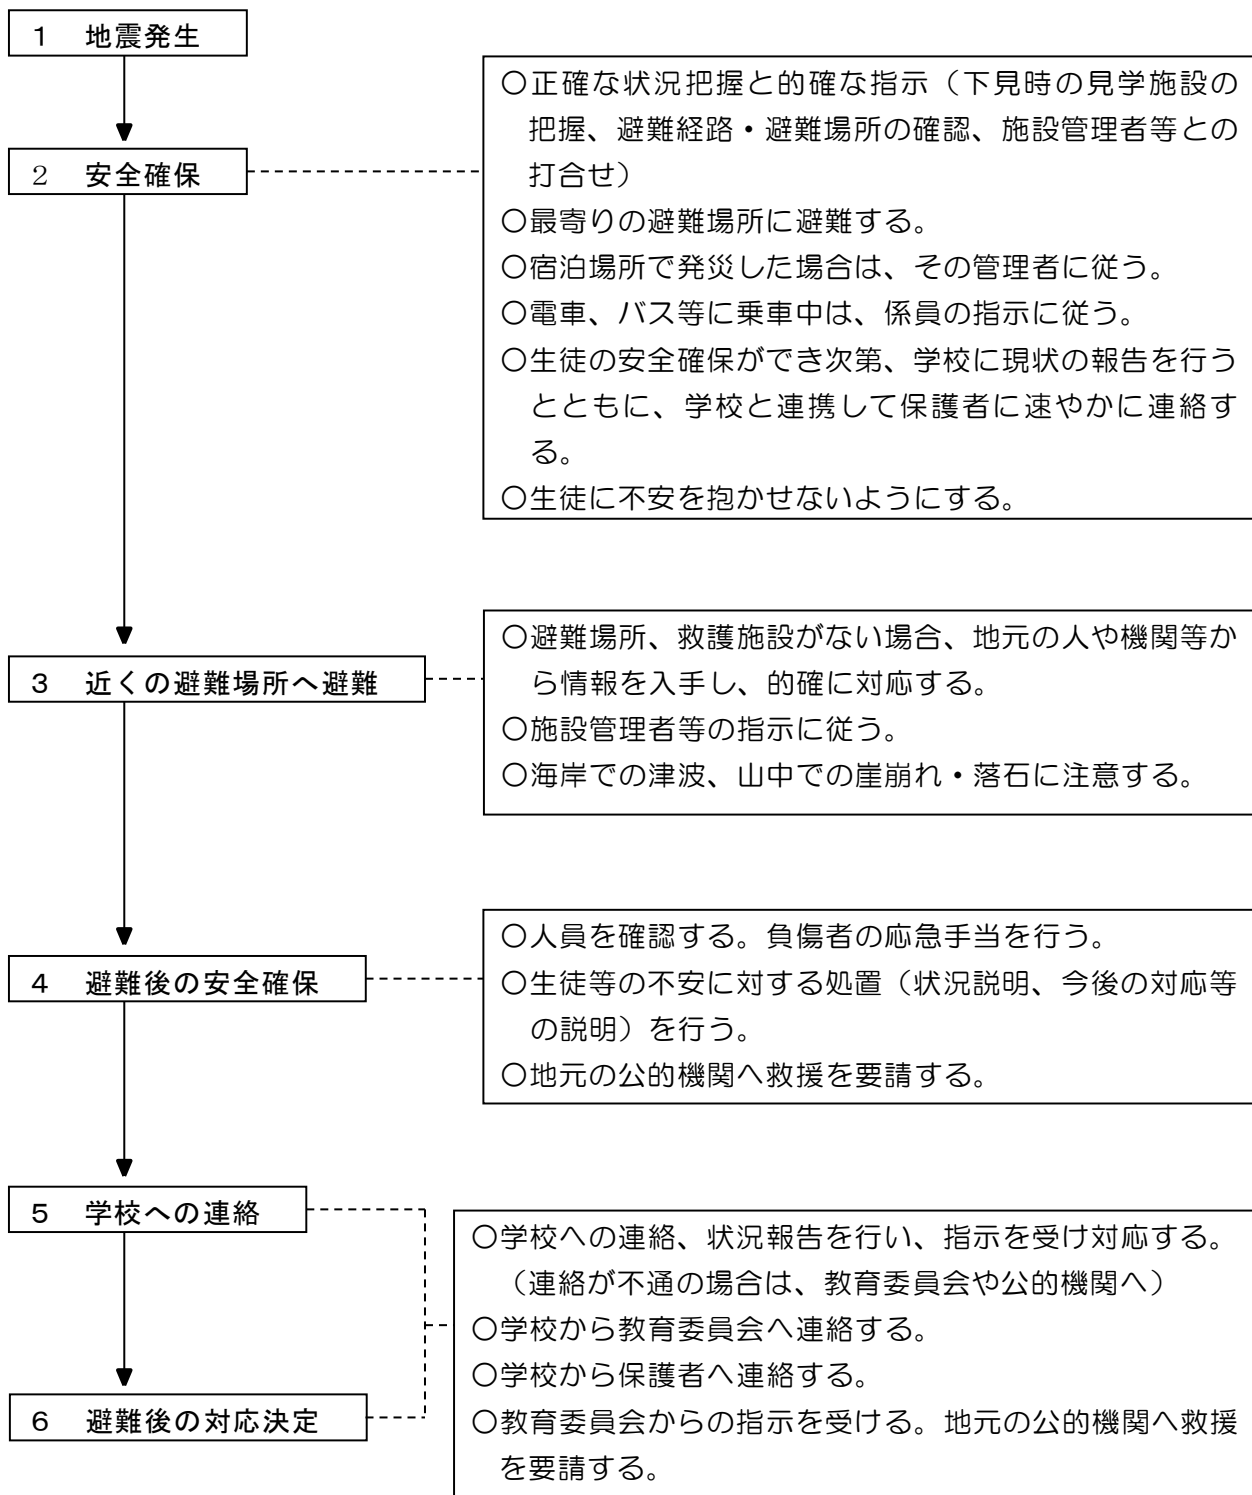 １　地震発生
２　安全確保
〇正確な状況把握と的確な指示（下見時の見学施設の
把握、避難経路・避難場所の確認、施設管理者等との
打合せ）
〇最寄りの避難場所に避難する。
〇宿泊場所で発災した場合は、その管理者に従う。
〇電車、バス等に乗車中は、係員の指示に従う。
〇生徒の安全確保ができ次第、学校に現状の報告を行う
とともに、学校と連携して保護者に速やかに連絡す
る。
〇生徒に不安を抱かせないようにする。
３　近くの避難場所へ避難
〇避難場所、救護施設がない場合、地元の人や機関等か
ら情報を入手し、的確に対応する。
〇施設管理者等の指示に従う。
〇海岸での津波、山中での崖崩れ・落石に注意する。
４　避難後の安全確保
〇人員を確認する。負傷者の応急手当を行う。
〇生徒等の不安に対する処置（状況説明、今後の対応等
の説明）を行う。
〇地元の公的機関へ救援を要請する。
５　学校への連絡
６　避難後の対応決定
〇学校への連絡、状況報告を行い、指示を受け対応する。
（連絡が不通の場合は、教育委員会や公的機関へ）
〇学校から教育委員会へ連絡する。
〇学校から保護者へ連絡する。
〇教育委員会からの指示を受ける。地元の公的機関へ救援
を要請する。